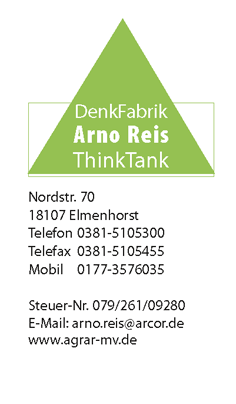 DenkFabrik
Arno Reis
ThinkTank
Nordstr. 70
18107 Elmenhorst
Telefon 0381-5105300
Telefax 0381-5105455
Mobil 0177-3576035
Steuer-Nr. 079/261/09280
E-Mail: arno.reis@arcor.de
www.agrar-mv.de